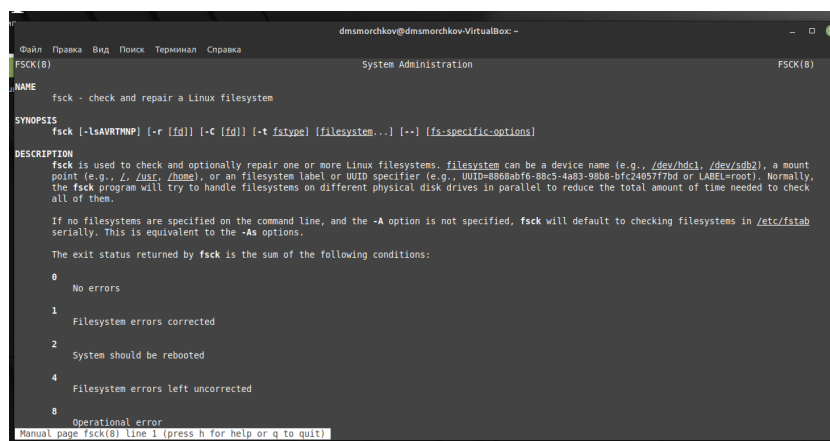 dmsmorchkov@dmsmorchkov-VirtualBox: ~
Файл Правка Вид Поиск Терминал Справка
FSCK(8) System Administration FSCK(8)
NAME
fsck - check and repair a Linux filesystem
SYNOPSIS
fsck [-lsAVRTMNP] [-r [fd]] [-C [fd]] [-t fstype] [filesystem...] [--] [fs-specific-options]
DESCRIPTION
fsck is used to check and optionally repair one or more Linux filesystems. filesystem can be a device name (e.g., /dev/hdc1, /dev/sdb2), a mount
point (e.g., /, /usr, /home), or an filesystem label or UUID specifier (e.g., UUID=8868abf6-88c5-4a83-98b8-bfc24057f7bd or LABEL=root). Normally,
the fsck program will try to handle filesystems on different physical disk drives in parallel to reduce the total amount of time needed to check
all of them.
If no filesystems are specified on the command line, and the -A option is not specified, fsck will default to checking filesystems in /etc/fstab
serially. This is equivalent to the -As options.
The exit status returned by fsck is the sum of the following conditions:
0
No errors
1
Filesystem errors corrected
2
System should be rebooted
4
Filesystem errors left uncorrected
8
Operational error
Manual page fsck(8) line 1 (press h for help or q to quit)